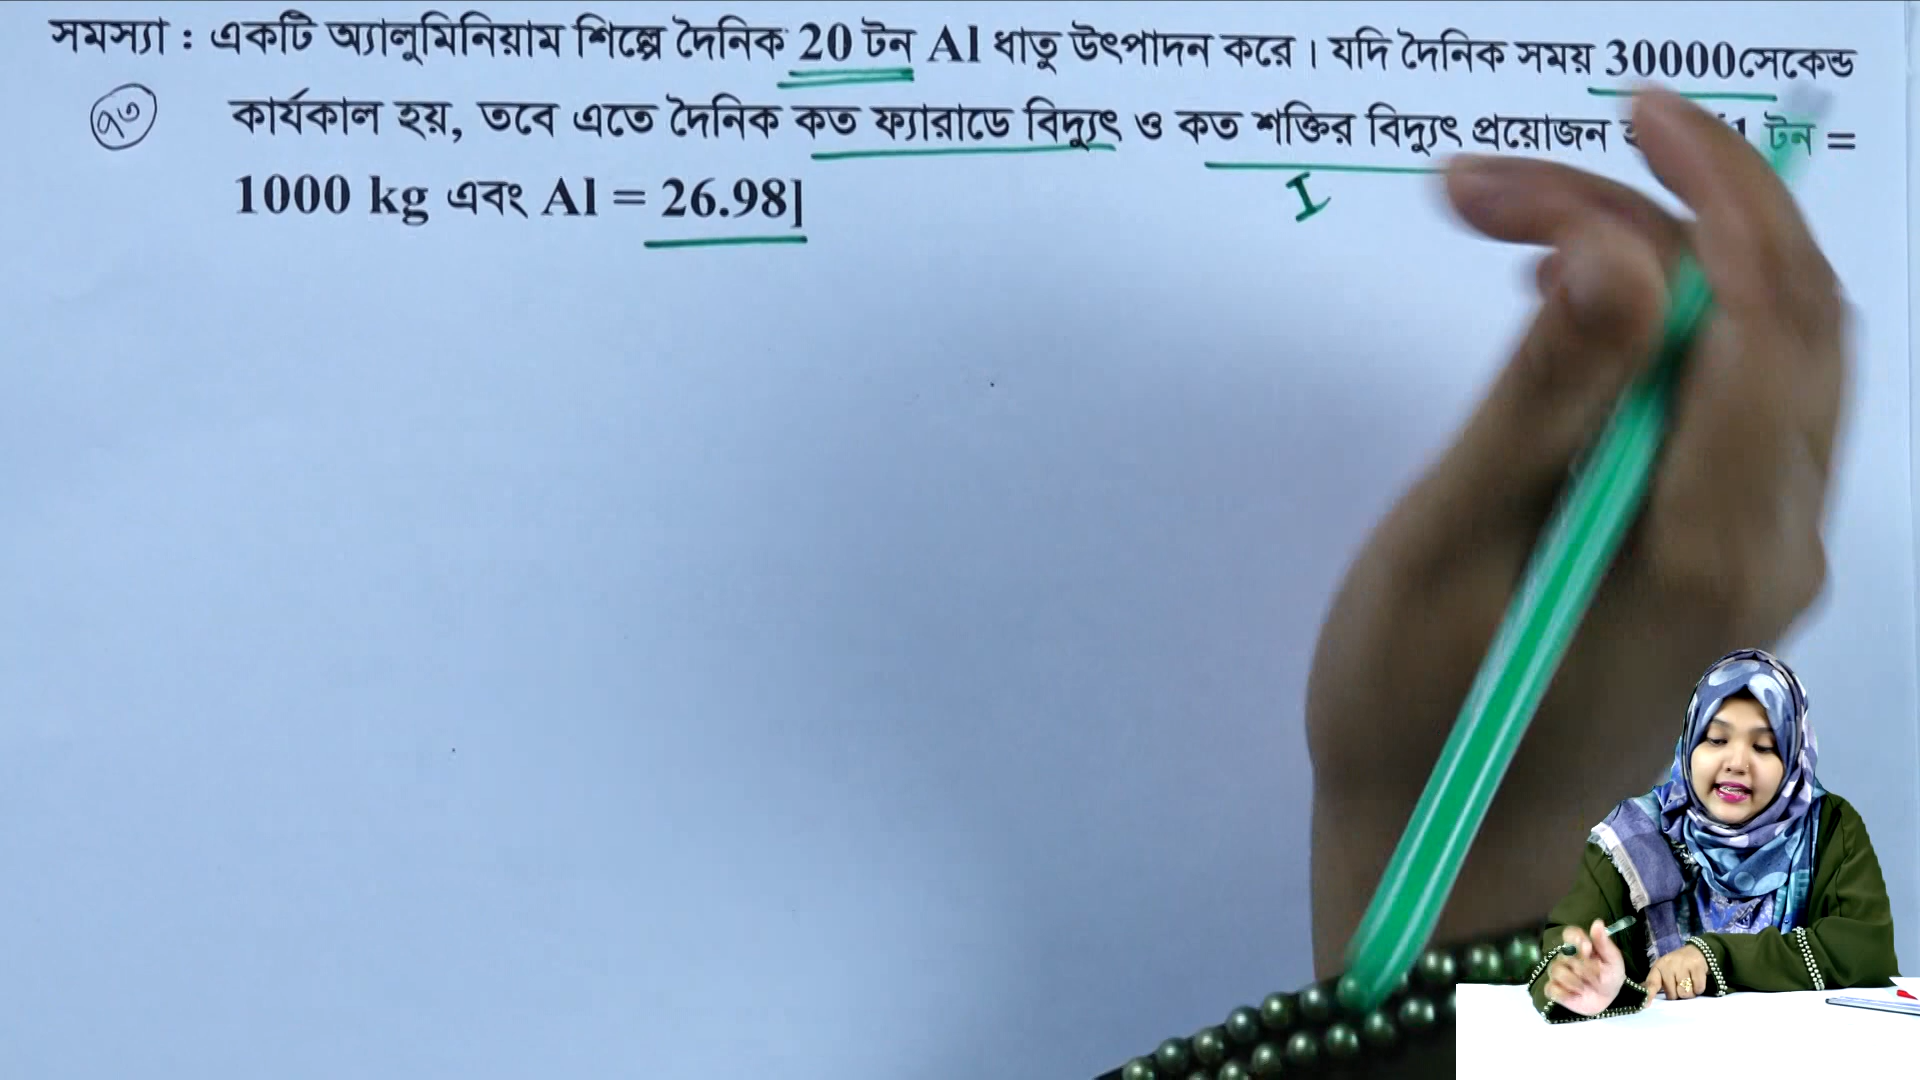 সমস্যা : একটি অ্যালুমিনিয়াম শিল্পে দৈনিক 20 টন Al ধাতু উৎপাদন করে। যদি দৈনিক সময় 30000সেকেন্ড
৭৩ কার্যকাল হয়, তবে এতে দৈনিক কত ফ্যারাডে বিদ্যুৎ ও কত শক্তির বিদ্যুৎ প্রয়োজন টন =
1000 kg এবং Al = 26.98]
I